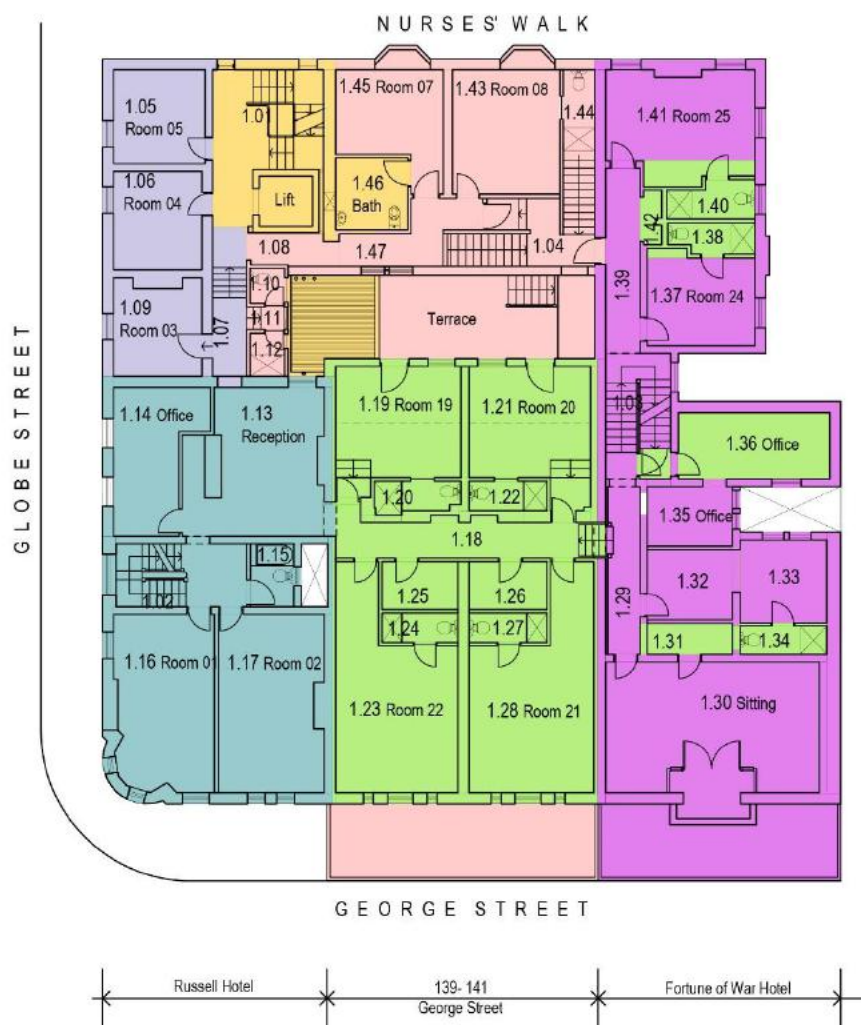 NURSES' WALK
1.05
Room 05
1.01
1.45 Room 07
1.43 Room 08
1.44
1.41 Room 25
1.06
Room 04
Lift
1.46
Bath
1.42
1.40
1.38
1.08
1.47
1.04
1.39
1.37 Room 24
1.10
1.09
Room 03
1.07
1.11
1.12
Terrace
GLOBE STREET
1.14 Office
1.13
Reception
1.19 Room 19
1.21 Room 20
1.03
1.36 Office
1.20
1.22
1.35 Office
1.18
1.15
1.02
1.25
1.26
1.29
1.32
1.33
1.24
1.27
1.31
1.34
1.16 Room 01
1.17 Room 02
1.23 Room 22
1.28 Room 21
1.30 Sitting
GEORGE STREET
Russell Hotel
139- 141
George Street
Fortune of War Hotel